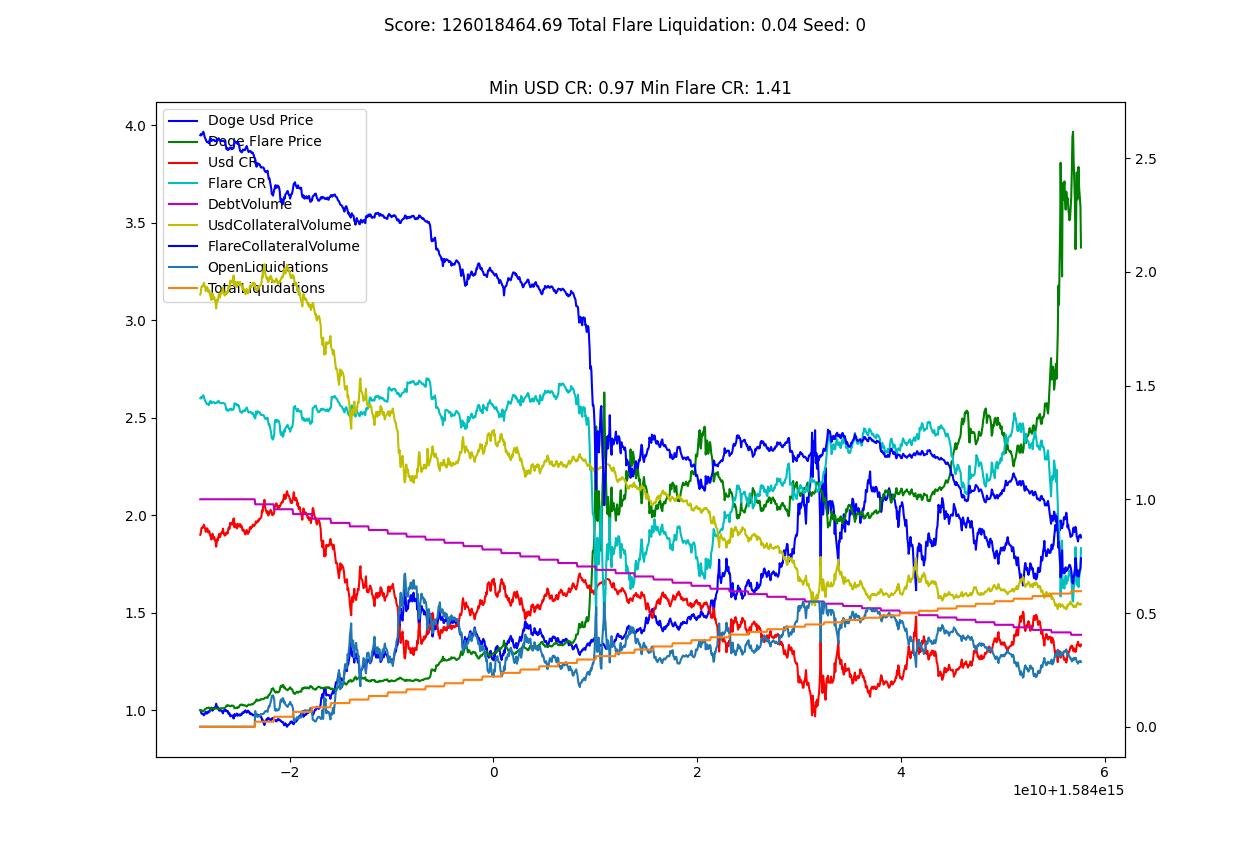 Score: 126018464.69 Total Flare Liquidation: 0.04 Seed: 0
Min USD CR: 0.97 Min Flare CR: 1.41
Doge Usd Price
Doge Flare Price
Usd CR
Flare CR
DebtVolume
UsdCollateralVolume
FlareCollateralVolume
OpenLiquidations
TotalLiquidations
4.0
3.5
3.0
2.5
2.0
1.5
1.0
2.5
2.0
1.5
1.0
0.5
0.0
−2
0
2
4
6
1e10+1.584e15